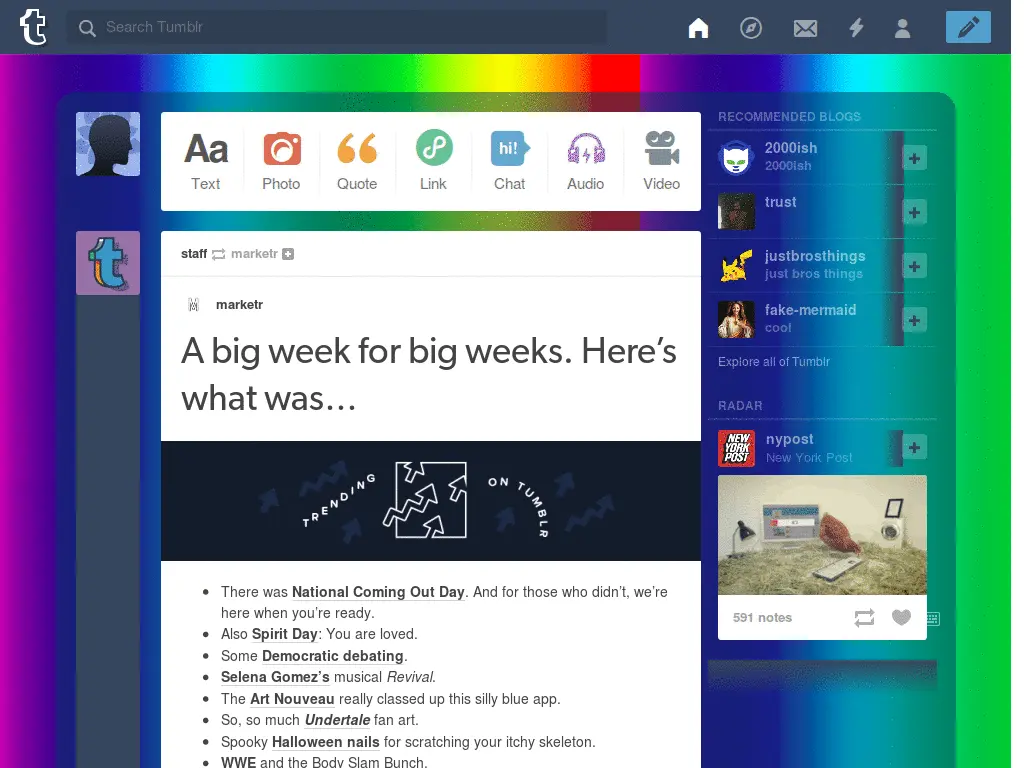 Search Tumblr
RECOMMENDED BLOGS
Aa
hi!
Text
Photo
Quote
Link
Chat
Audio
Video
2000ish
2000ish
trust
justbrosthings
just bros things
fake-mermaid
cool
staff marketr
marketr
A big week for big weeks. Here’s
what was…
Explore all of Tumblr
RADAR
NEW
YORK
POST
nypost
New York Post
TRENDING
ON TUMBLR
There was National Coming Out Day. And for those who didn’t, we’re
here when you’re ready.
Also Spirit Day: You are loved.
Some Democratic debating.
Selena Gomez’s musical Revival.
The Art Nouveau really classed up this silly blue app.
So, so much Undertale fan art.
Spooky Halloween nails for scratching your itchy skeleton.
WWE and the Body Slam Bunch.
591 notes